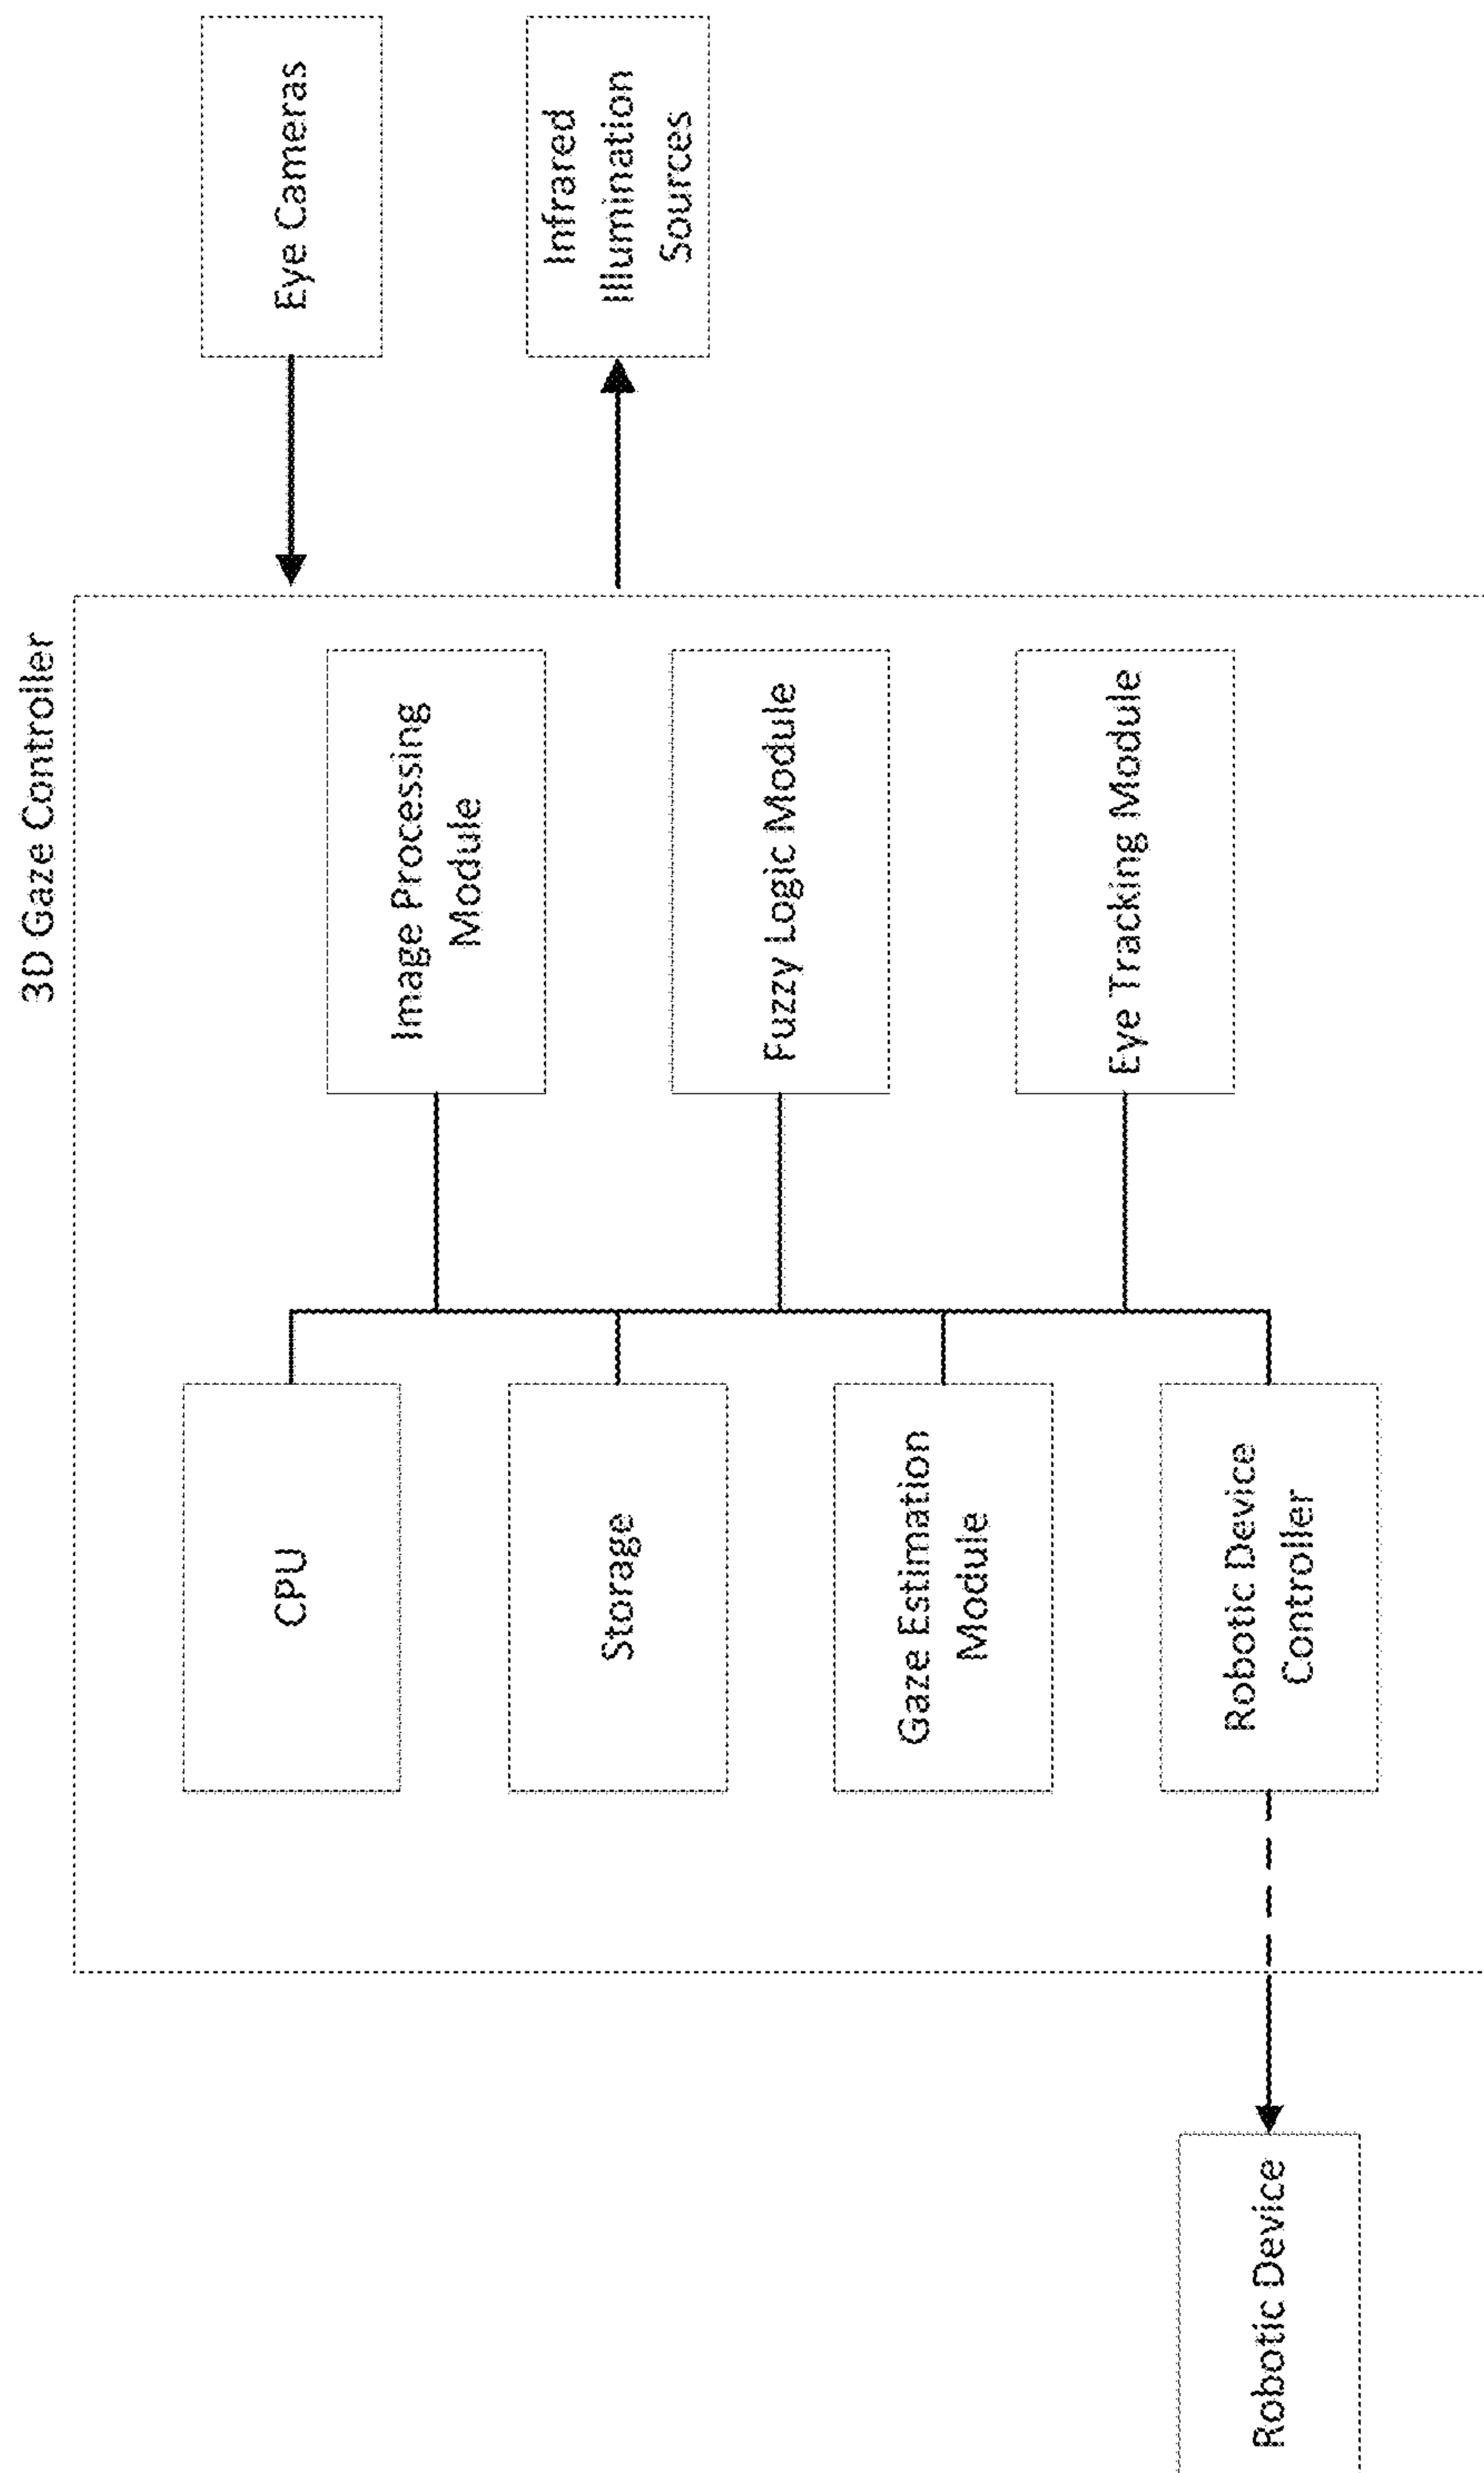 3D Gaze Controller
CPU
Eye Cameras
Image Processing
Module
Storage
Infrared
Illumination
Sources
Fuzzy Logic Module
Gaze Estimation
Module
Eye Tracking Module
Robotic Device
Robotic Device
Controller